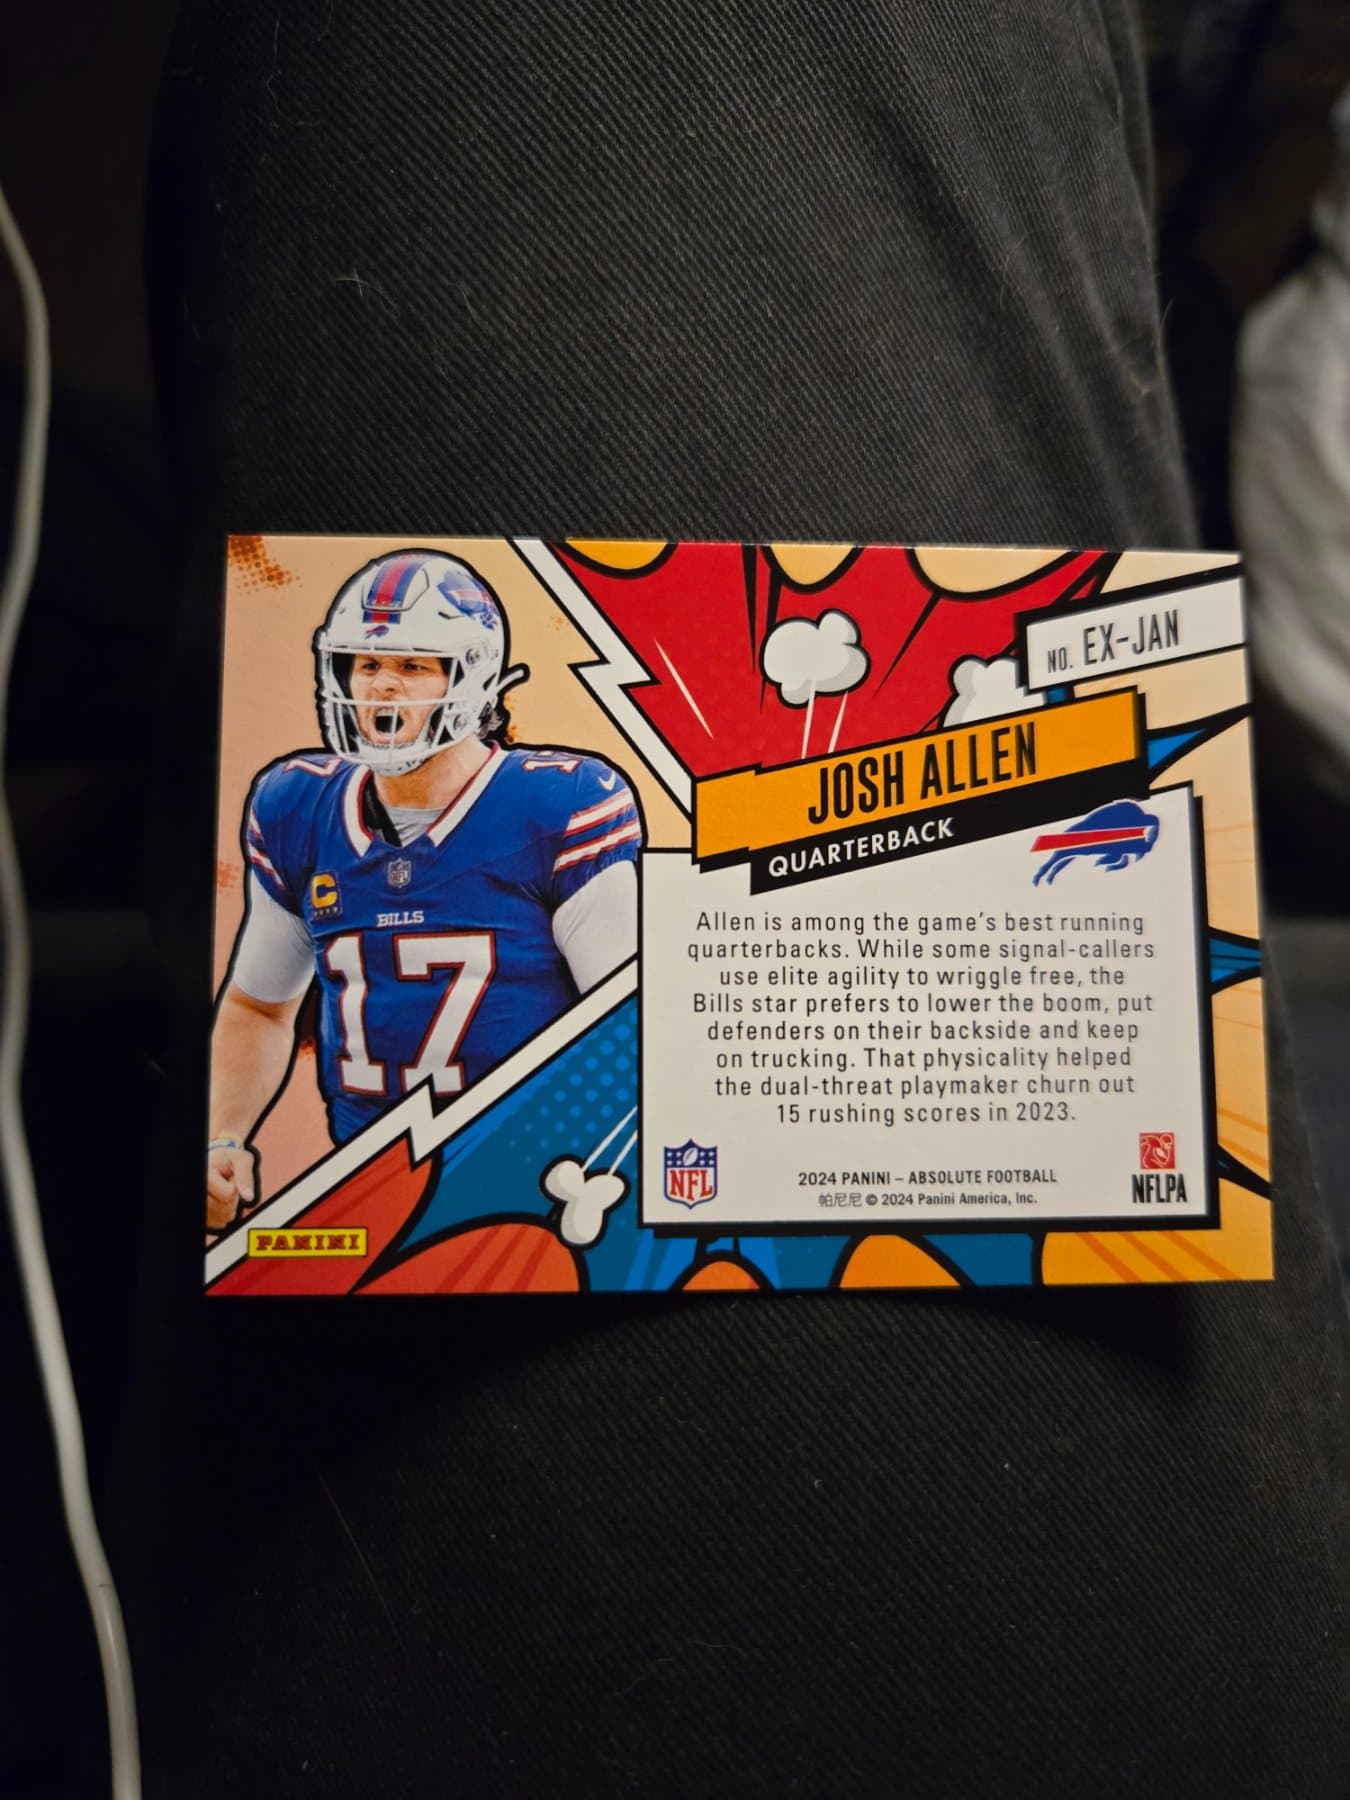 NO. EX-JAN
JOSH ALLEN
QUARTERBACK
Allen is among the game's best running
quarterbacks. While some signal-callers
use elite agility to wriggle free, the
Bills star prefers to lower the boom, put
defenders on their backside and keep
on trucking. That physicality helped
the dual-threat playmaker churn out
15 rushing scores in 2023.
NFL
2024 PANINI – ABSOLUTE FOOTBALL
帕尼尼 © 2024 Panini America, Inc.
NFLPA
PANINI
17
C
NFL
BILLS
17